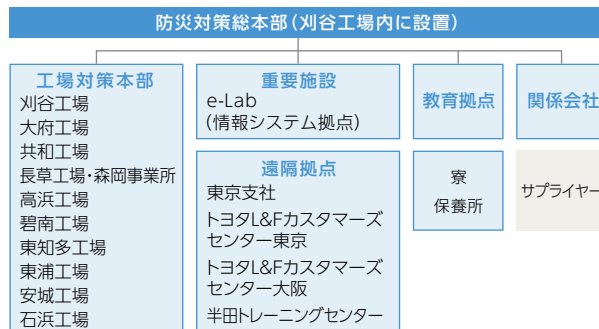 防災対策総本部（刈谷工場内に設置）
工場対策本部
刈谷工場
大府工場
共和工場
長草工場・森岡事業所
高浜工場
碧南工場
東知多工場
東浦工場
安城工場
石浜工場
重要施設
e-Lab
（情報システム拠点）
遠隔拠点
東京支社
トヨタL&Fカスタマーズ
センター東京
トヨタL&Fカスタマーズ
センター大阪
半田トレーニングセンター
教育拠点
寮
保養所
関係会社
サプライヤー